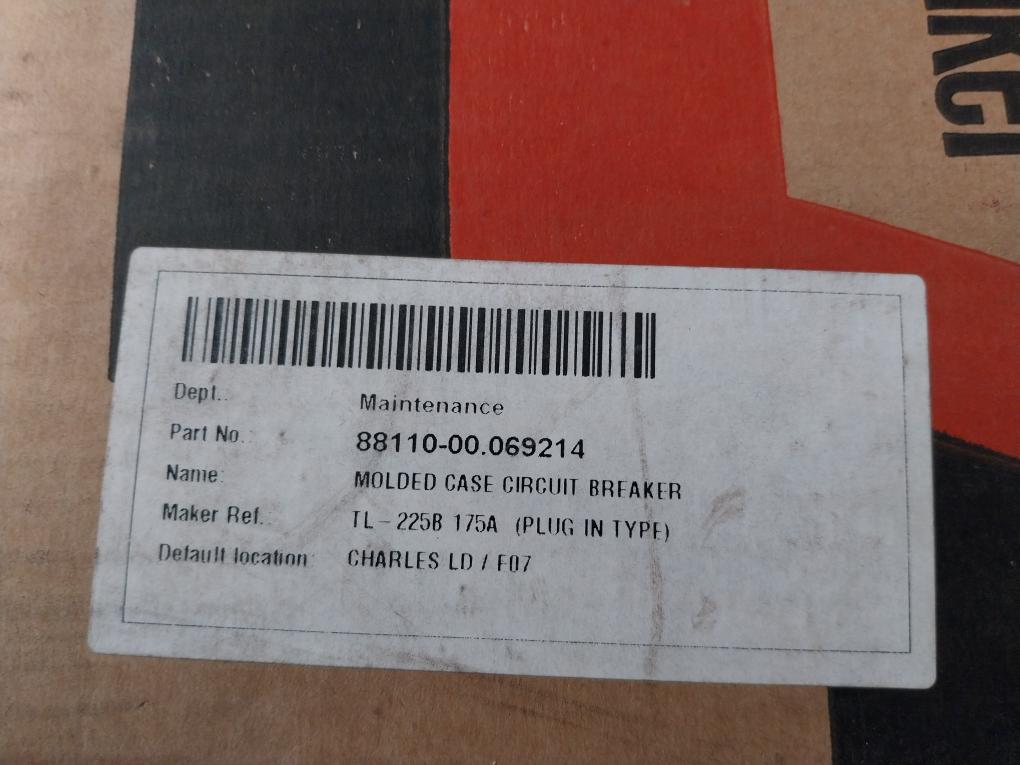 Dept.:
Maintenance
Part No.:
88110-00.069214
Name:
MOLDED CASE CIRCUIT BREAKER
Maker Ref.:
TL-225B 175A (PLUG IN TYPE)
Default location:
CHARLES LD / F07